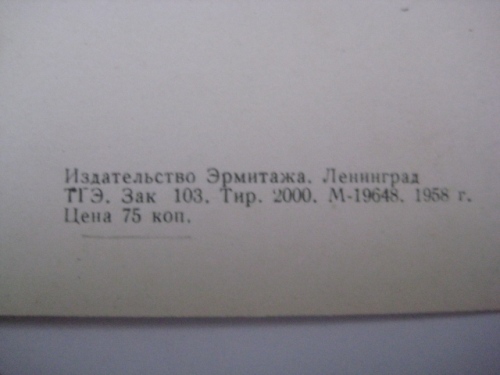 Издательство Эрмитажа. Ленинград
ТГЭ. Зак 103. Тир. 2000. М-19648. 1958 г.
Цена 75 коп.